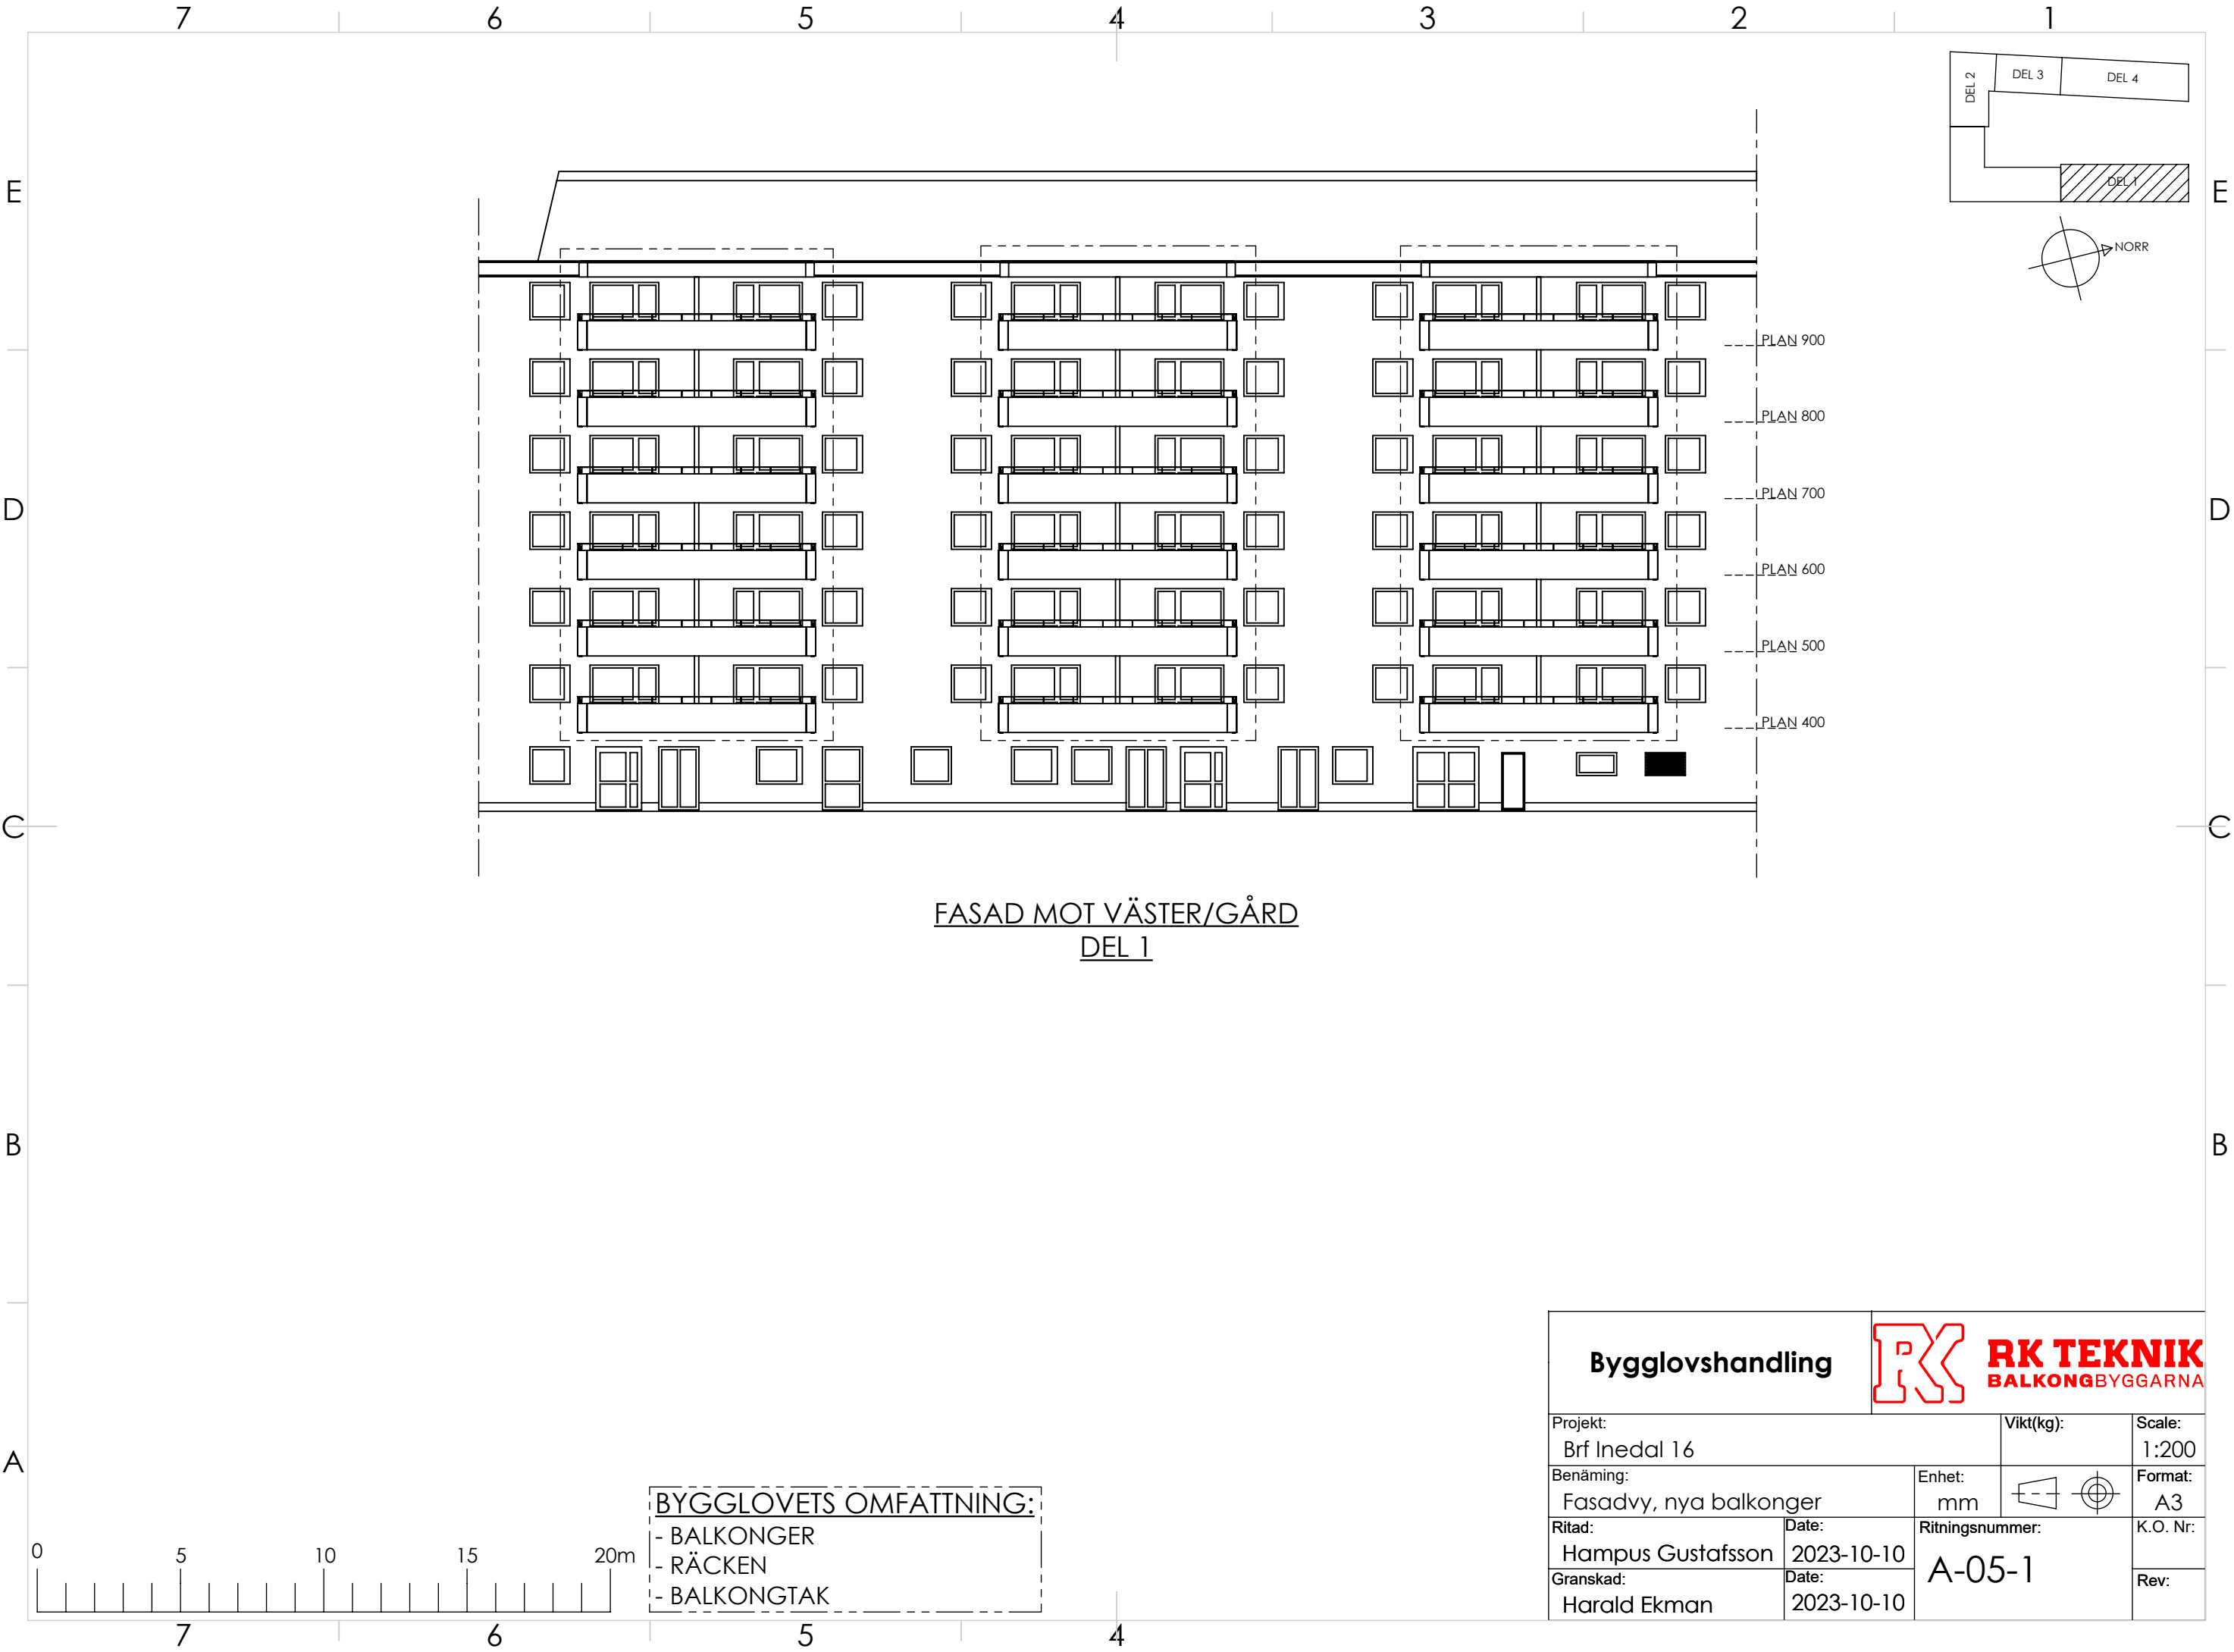 7 6 5 4 3 2 1
DEL 2
DEL 3
DEL 4
DEL 1
NORR
E E
PLAN 900
PLAN 800
D D
PLAN 700
PLAN 600
PLAN 500
PLAN 400
C C
FASAD MOT VÄSTER/GÅRD
DEL 1
B B
A
Bygglovshandling
RK
RK TEKNIK
BALKONGBYGGARNA
Projekt:
Brf Inedal 16
Vikt(kg):
Scale:
1:200
Benäming:
Fasadvy, nya balkonger
Enhet:
mm
Format:
A3
Ritad:
Hampus Gustafsson
Date:
2023-10-10
Ritningsnummer:
A-05-1
K.O. Nr:
Granskad:
Harald Ekman
Date:
2023-10-10
Rev:
BYGGLOVETS OMFATTNING:
- BALKONGER
- RÄCKEN
- BALKONGTAK
0 5 10 15 20m
7 6 5 4